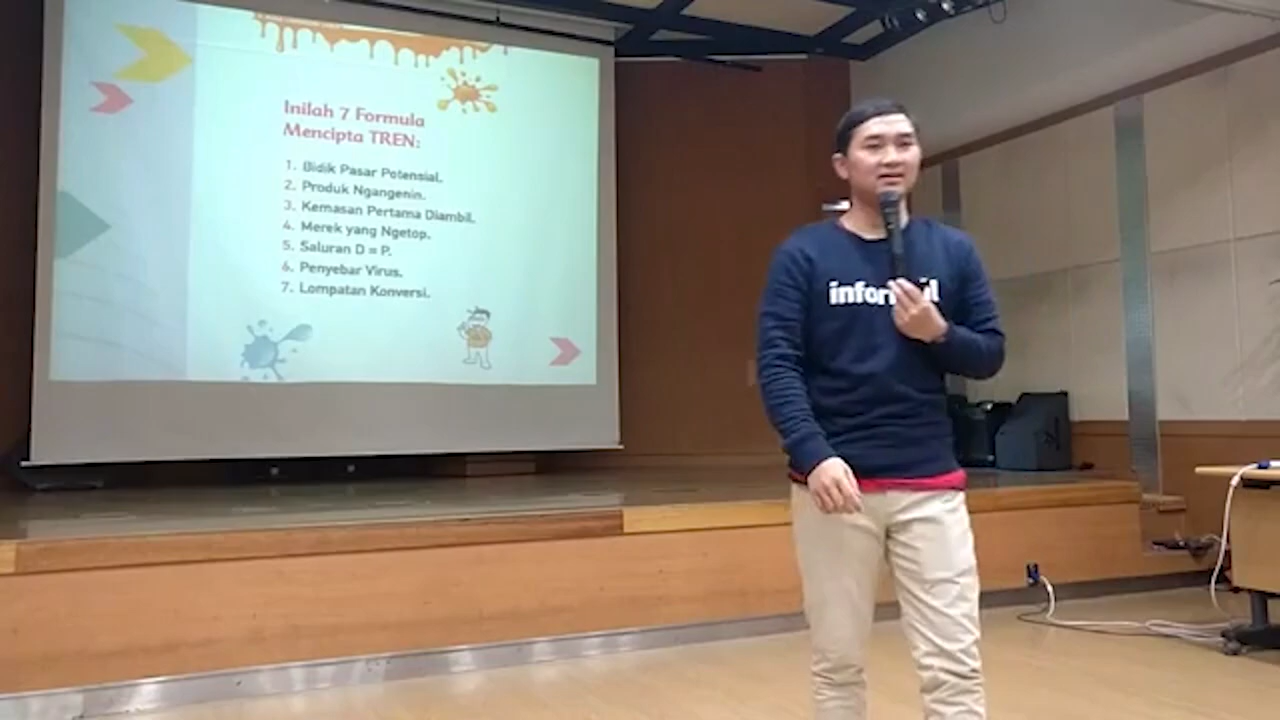 Inilah 7 Formula
Mencipta TREN:
1. Bidik Pasar Potensial.
2. Produk Ngangenin.
3. Kemasan Pertama Diambil.
4. Merek yang Ngetop.
5. Saluran D = P.
6. Penyebar Virus.
7. Lompatan Konversi.